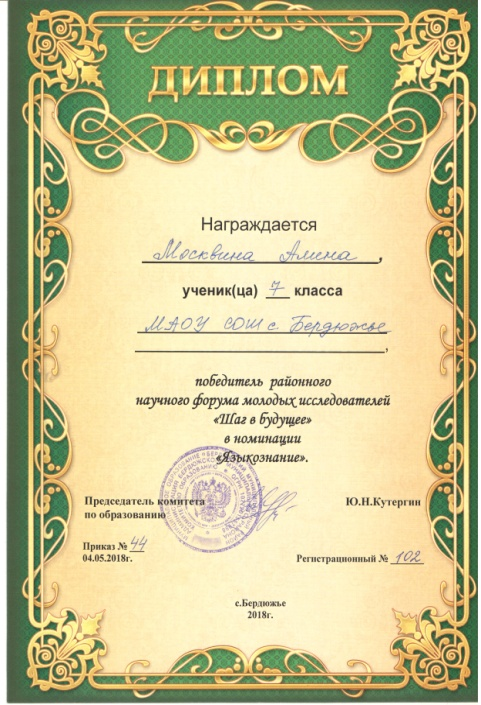 ДИПЛОМ
Награждается
Москвина Алина,
ученик(ца) 7 класса
МАОУ СОШ с Бердюжье
,
победитель районного
научного форума молодых исследователей
«Шаг в будущее»
в номинации
«Языкознание».
Председатель комитета
по образованию
Ю.Н.Кутергин
Приказ № 44
04.05.2018г.
Регистрационный № 102
с.Бердюжье
2018г.